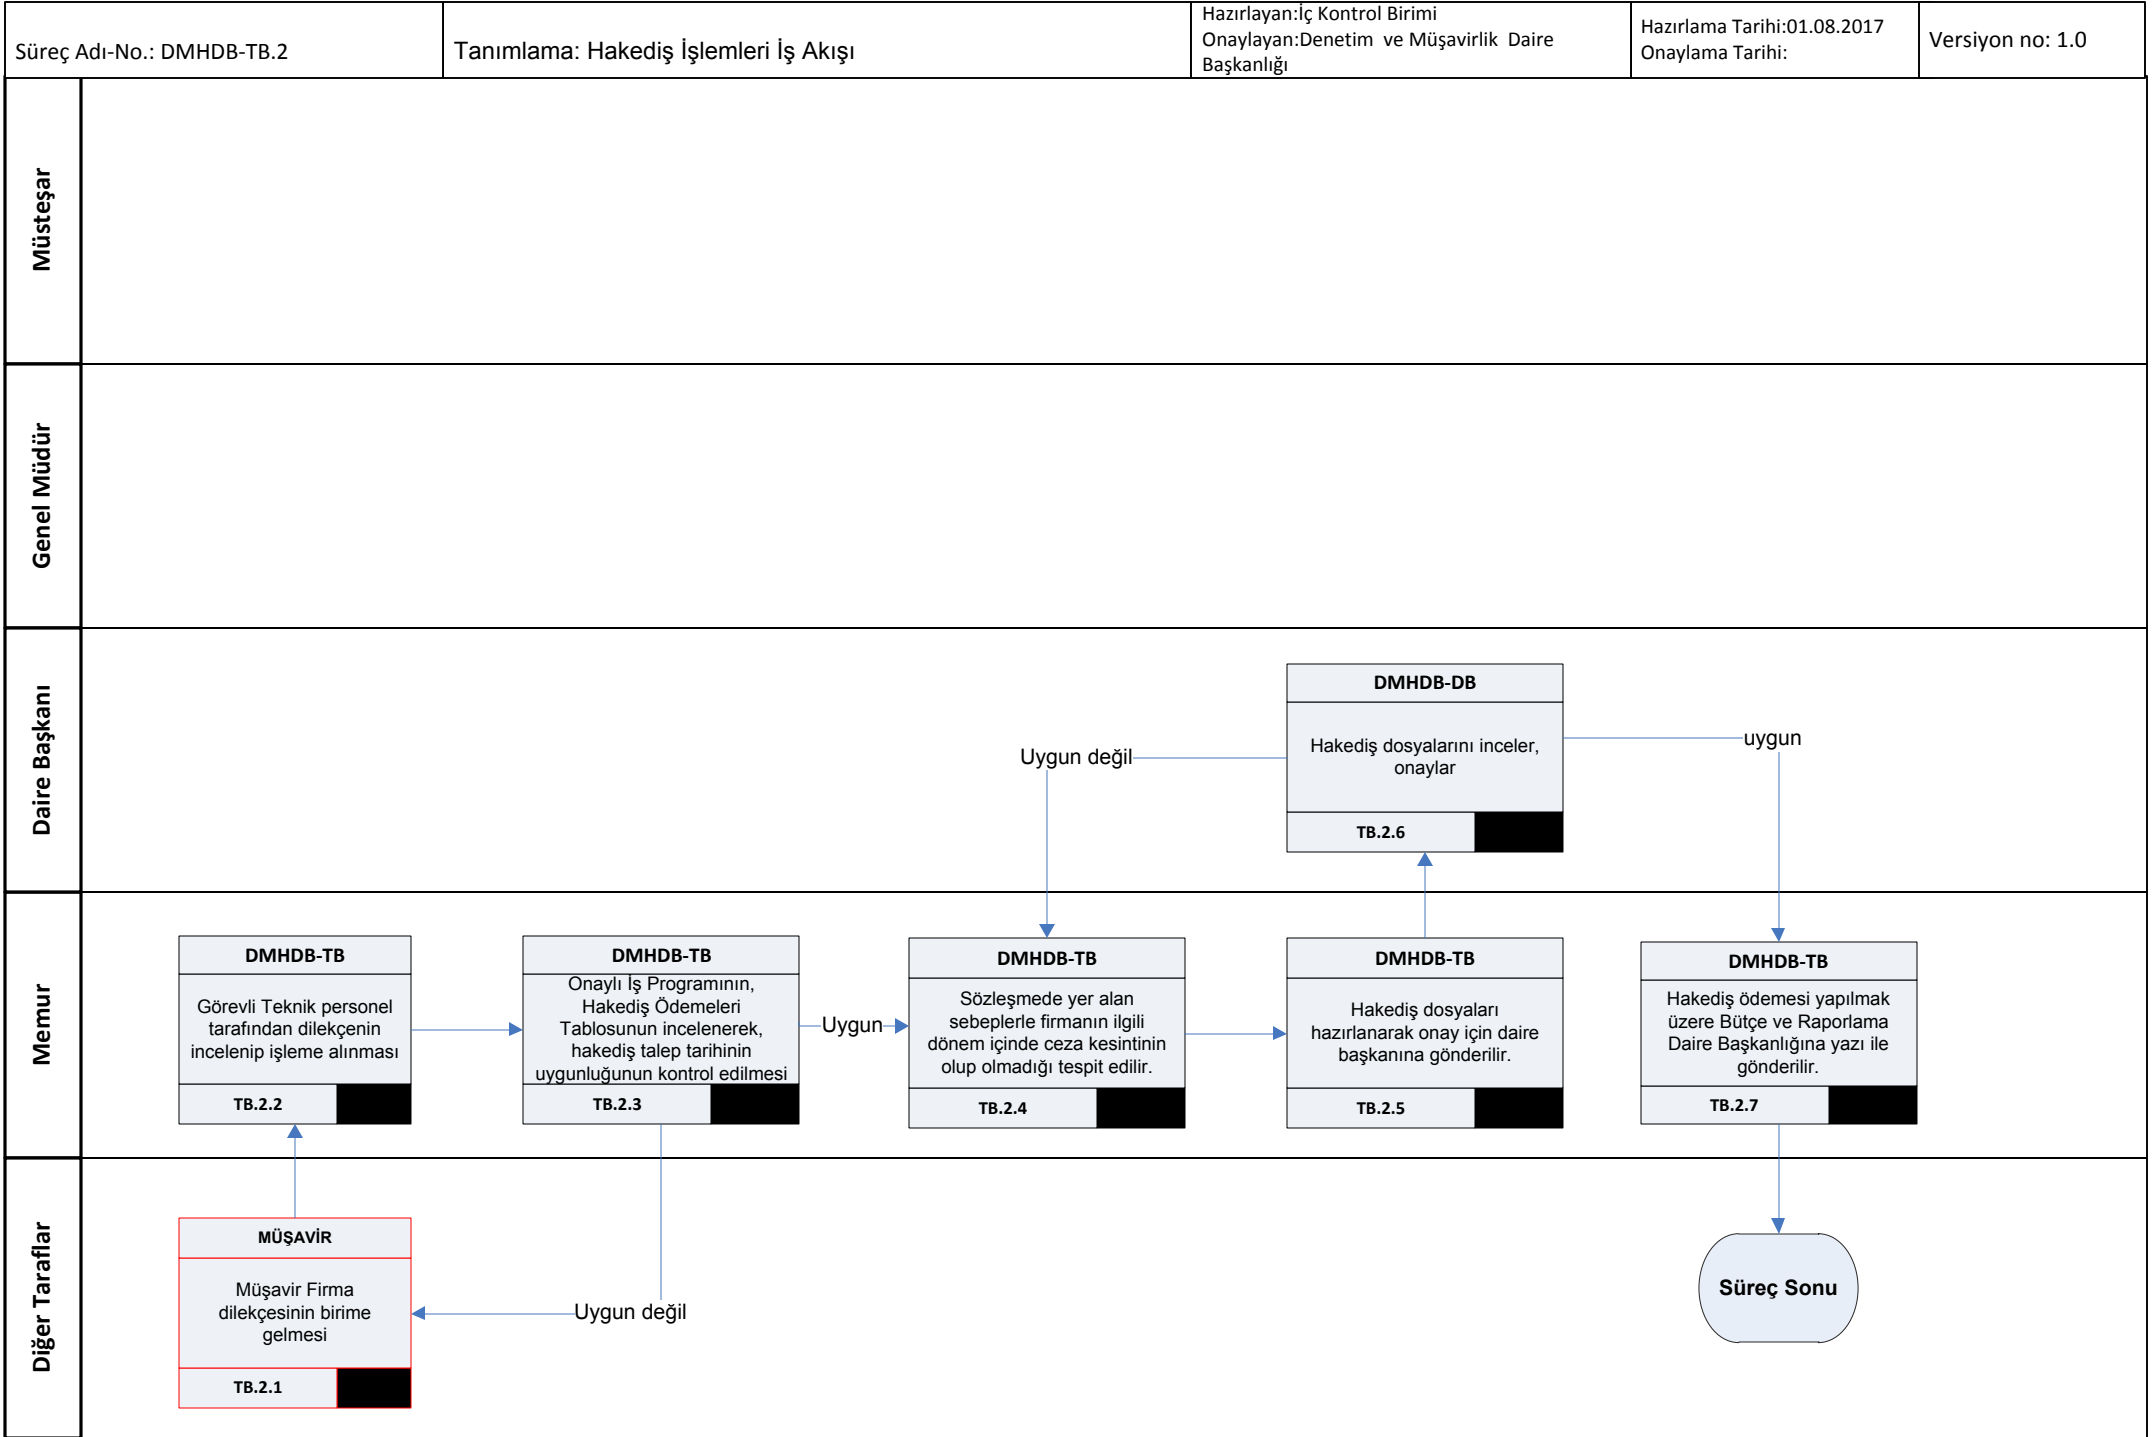 Süreç Adı-No.: DMHDB-TB.2
Tanımlama: Hakediş İşlemleri İş Akışı
Hazırlayan:İç Kontrol Birimi
Onaylayan:Denetim ve Müşavirlik Daire
Başkanlığı
Hazırlama Tarihi:01.08.2017
Onaylama Tarihi:
Versiyon no: 1.0
Müsteşar
Genel Müdür
Daire Başkanı
DMHDB-DB
Hakediş dosyalarını inceler,
onaylar
TB.2.6
Uygun değil
uygun
Memur
DMHDB-TB
Görevli Teknik personel
tarafından dilekçenin
incelenip işleme alınması
TB.2.2
DMHDB-TB
Onaylı İş Programının,
Hakediş Ödemeleri
Tablosunun incelenerek,
hakediş talep tarihinin
uygunluğunun kontrol edilmesi
TB.2.3
Uygun
DMHDB-TB
Sözleşmede yer alan
sebeplerle firmanın ilgili
dönem içinde ceza kesintinin
olup olmadığı tespit edilir.
TB.2.4
DMHDB-TB
Hakediş dosyaları
hazırlanarak onay için daire
başkanına gönderilir.
TB.2.5
DMHDB-TB
Hakediş ödemesi yapılmak
üzere Bütçe ve Raporlama
Daire Başkanlığına yazı ile
gönderilir.
TB.2.7
Diğer Taraflar
MÜŞAVİR
Müşavir Firma
dilekçesinin birime
gelmesi
TB.2.1
Uygun değil
Süreç Sonu